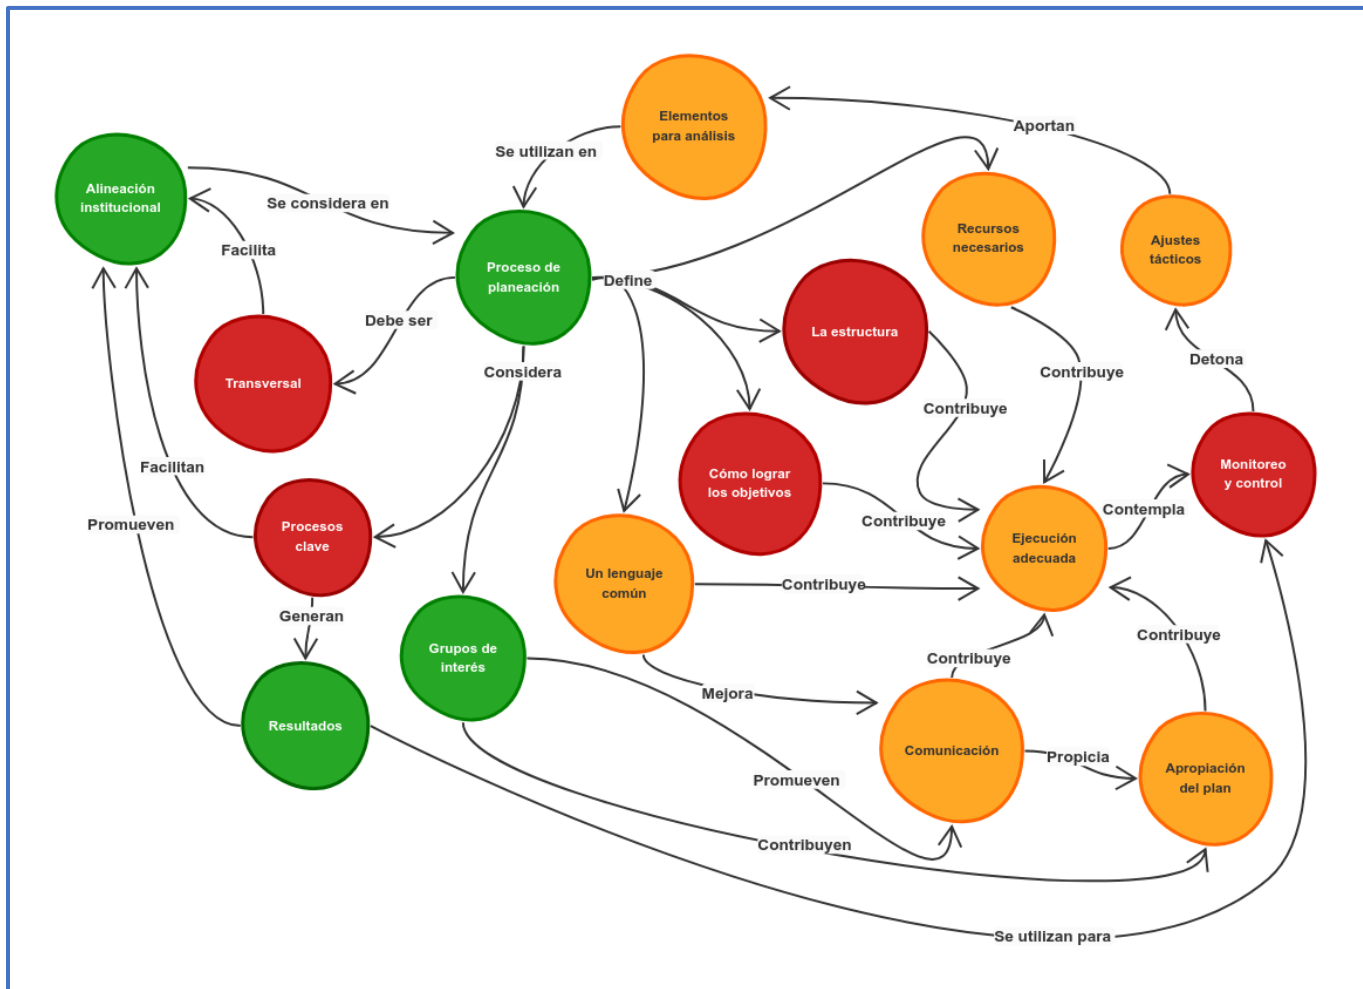 Elementos
para análisis
Aportan
Se utilizan en
Alineación
institucional
Se considera en
Recursos
necesarios
Ajustes
tácticos
Facilita
Proceso de
planeación
Define
Debe ser
La estructura
Detona
Contribuye
Considera
Transversal
Contribuye
Facilitan
Cómo lograr
los objetivos
Monitoreo
y control
Contempla
Promueven
Procesos
clave
Contribuye
Ejecución
adecuada
Un lenguaje
común
Contribuye
Generan
Contribuye
Grupos de
interés
Contribuye
Mejora
Resultados
Comunicación
Propicia
Apropiación
del plan
Promueven
Contribuyen
Se utilizan para